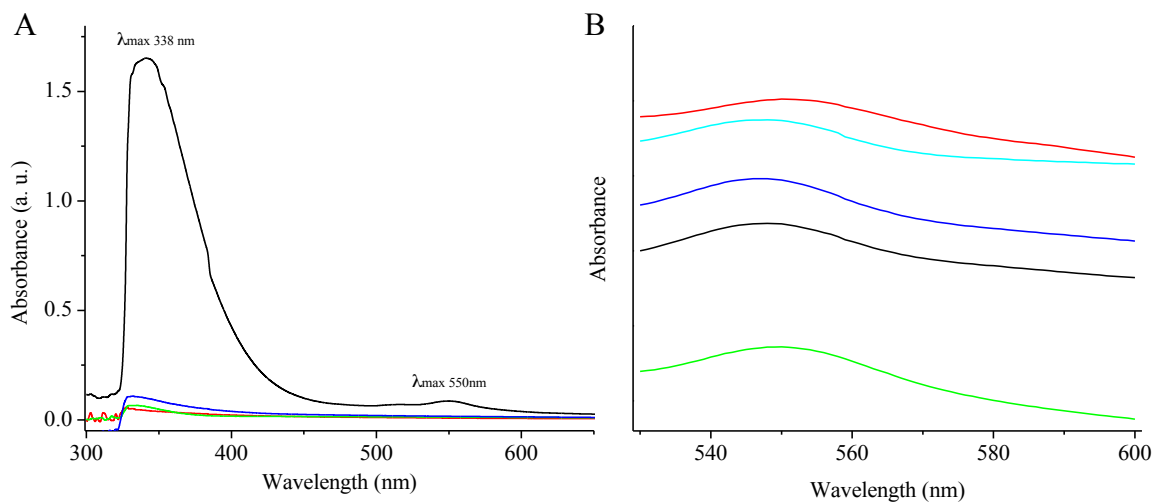 A
λmax 338 nm
λmax 550nm
Absorbance (a. u.)
1.5
1.0
0.5
0.0
300
400
500
600
Wavelength (nm)
B
Absorbance
540
560
580
600
Wavelength (nm)